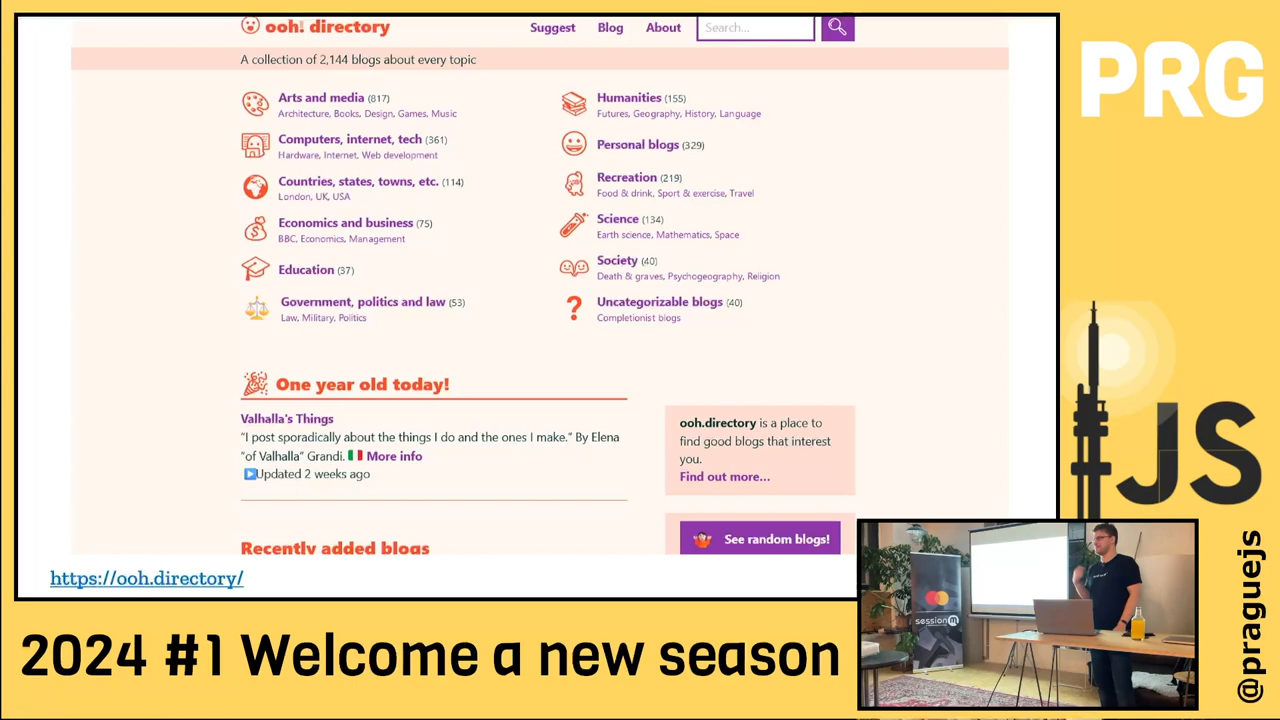 ooh! directory
Suggest Blog About Search...
A collection of 2,144 blogs about every topic
Arts and media (817)
Architecture, Books, Design, Games, Music
Computers, internet, tech (361)
Hardware, Internet, Web development
Countries, states, towns, etc. (114)
London, UK, USA
Economics and business (75)
BBC, Economics, Management
Education (37)
Government, politics and law (53)
Law, Military, Politics
Humanities (155)
Futures, Geography, History, Language
Personal blogs (329)
Recreation (219)
Food & drink, Sport & exercise, Travel
Science (134)
Earth science, Mathematics, Space
Society (40)
Death & graves, Psychogeography, Religion
Uncategorizable blogs (40)
Completionist blogs
One year old today!
Valhalla's Things
“I post sporadically about the things I do and the ones I make.” By Elena
“of Valhalla” Grandi. More info
Updated 2 weeks ago
Recently added blogs
ooh.directory is a place to
find good blogs that interest
you.
Find out more...
See random blogs!
https://ooh.directory/
PRG
JS
@praguejs
session m
2024 #1 Welcome a new season